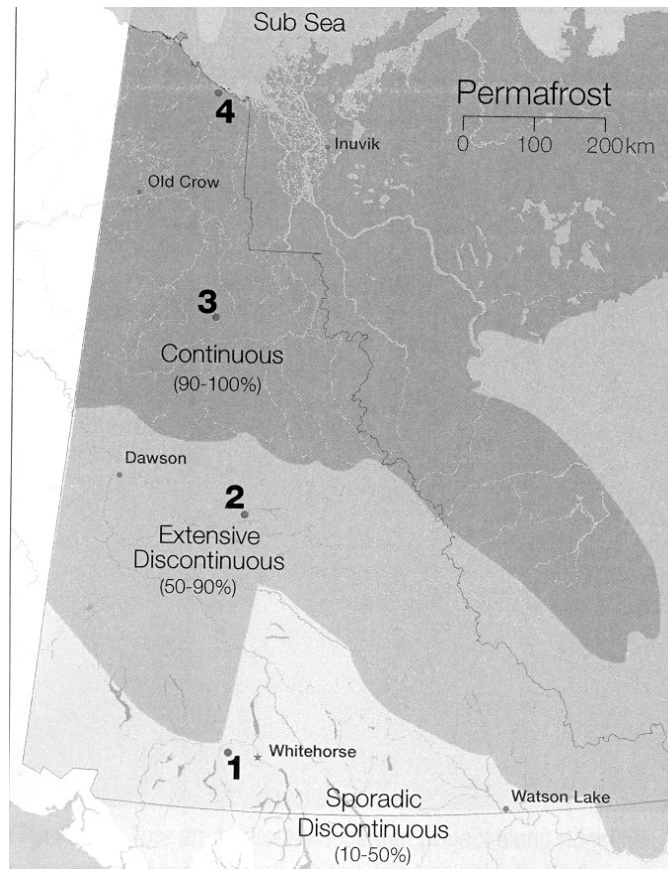 Sub Sea
Permafrost
0 100 200km
4
Inuvik
Old Crow
3
Continuous
(90-100%)
Dawson
2
Extensive
Discontinuous
(50-90%)
1
Whitehorse
Sporadic
Discontinuous
(10-50%)
Watson Lake